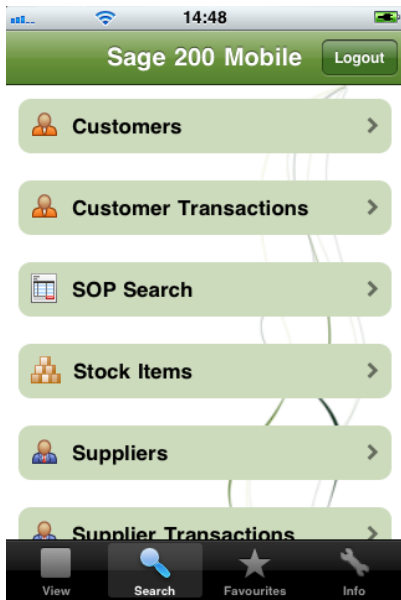 14:48
Sage 200 Mobile
Logout
Customers
Customer Transactions
SOP Search
Stock Items
Suppliers
Supplier Transactions
View Search Favourites Info